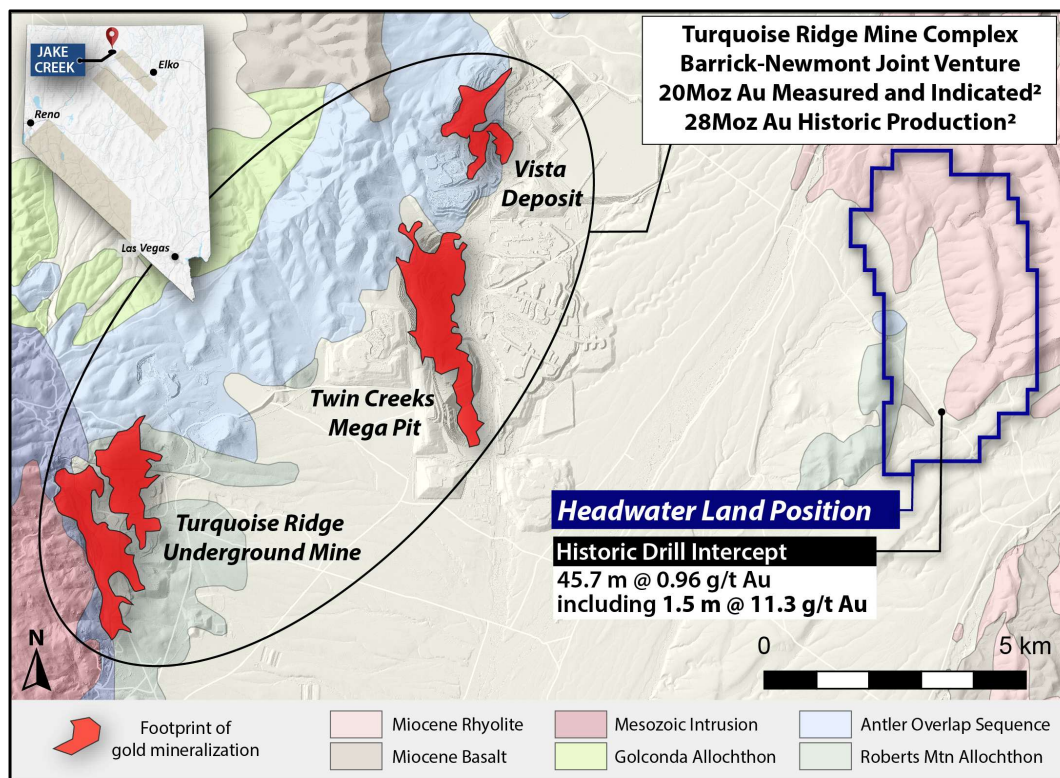 JAKE
CREEK
Elko
Reno
Las Vegas
Turquoise Ridge Mine Complex
Barrick-Newmont Joint Venture
20Moz Au Measured and Indicated²
28Moz Au Historic Production²
Vista
Deposit
Twin Creeks
Mega Pit
Turquoise Ridge
Underground Mine
Headwater Land Position
Historic Drill Intercept
45.7 m @ 0.96 g/t Au
including 1.5 m @ 11.3 g/t Au
N
0 5 km
Footprint of
gold mineralization
Miocene Rhyolite
Miocene Basalt
Mesozoic Intrusion
Golconda Allochthon
Antler Overlap Sequence
Roberts Mtn Allochthon